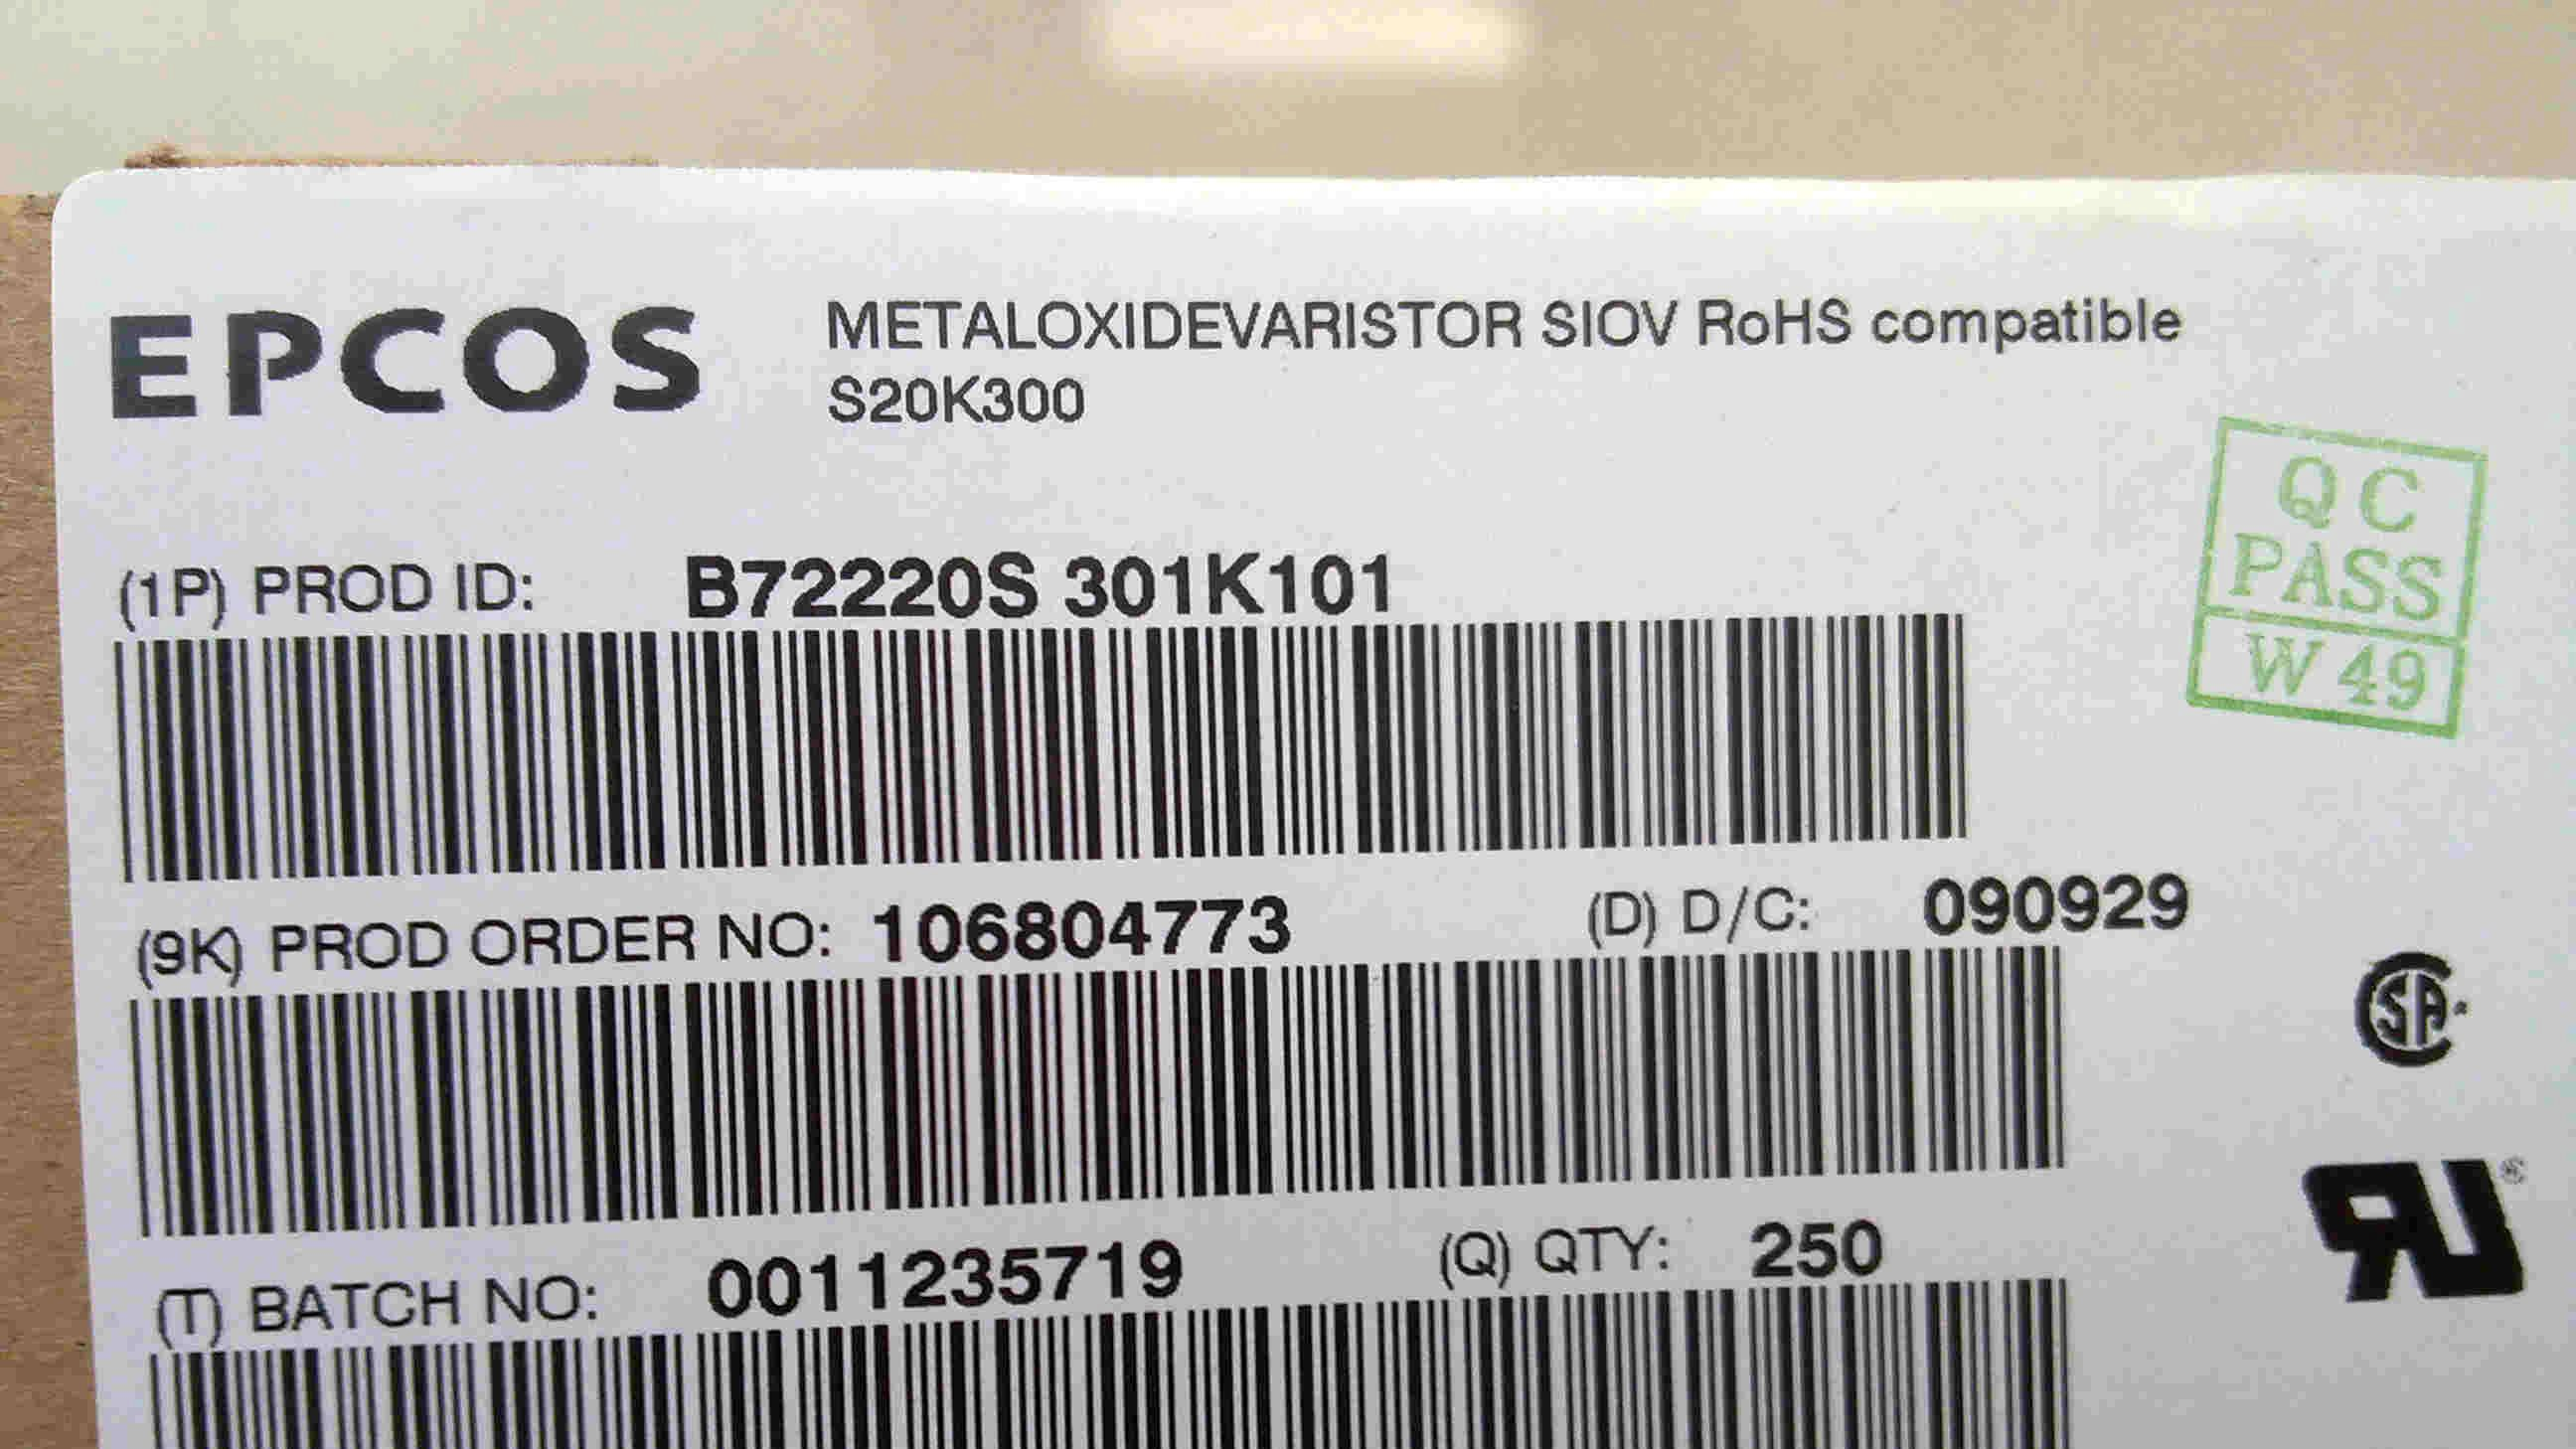 EPCOS
METALOXIDEVARISTOR SIOV RoHS compatible
S20K300
QC
PASS
W 49
(1P) PROD ID: B72220S 301K101
(9K) PROD ORDER NO: 106804773 (D) D/C: 090929
(T) BATCH NO: 0011235719 (Q) QTY: 250